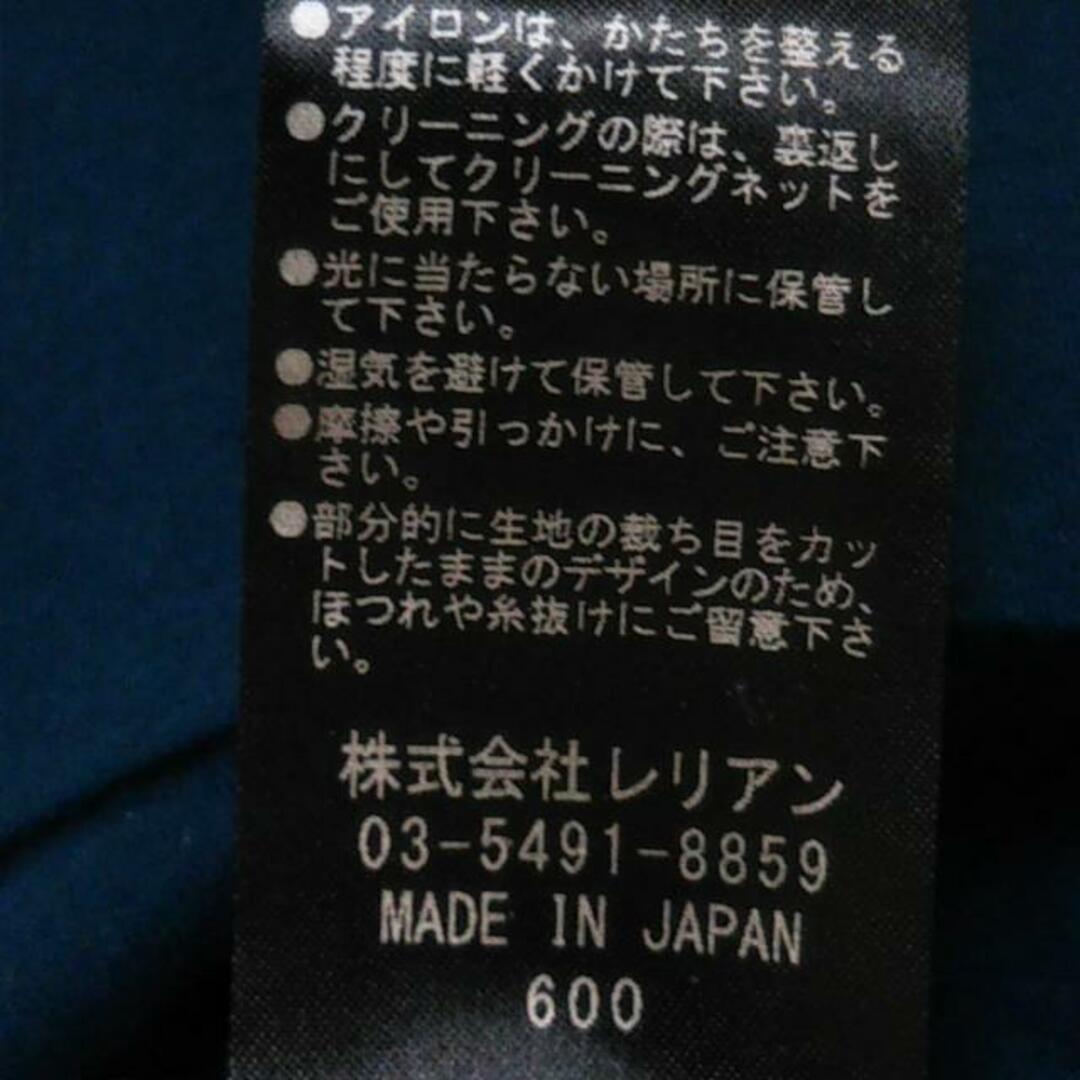 ●アイロンは、かたちを整える
程度に軽くかけて下さい。
●クリーニングの際は、裏返し
にしてクリーニングネットを
ご使用下さい。
●光に当たらない場所に保管し
て下さい。
●湿気を避けて保管して下さい。
●摩擦や引っかけに、ご注意下
さい。
●部分的に生地の裁ち目をカッ
トしたままのデザインのため、
ほつれや糸抜けにご留意下さ
い。
株式会社レリアン
03-5491-8859
MADE IN JAPAN
600